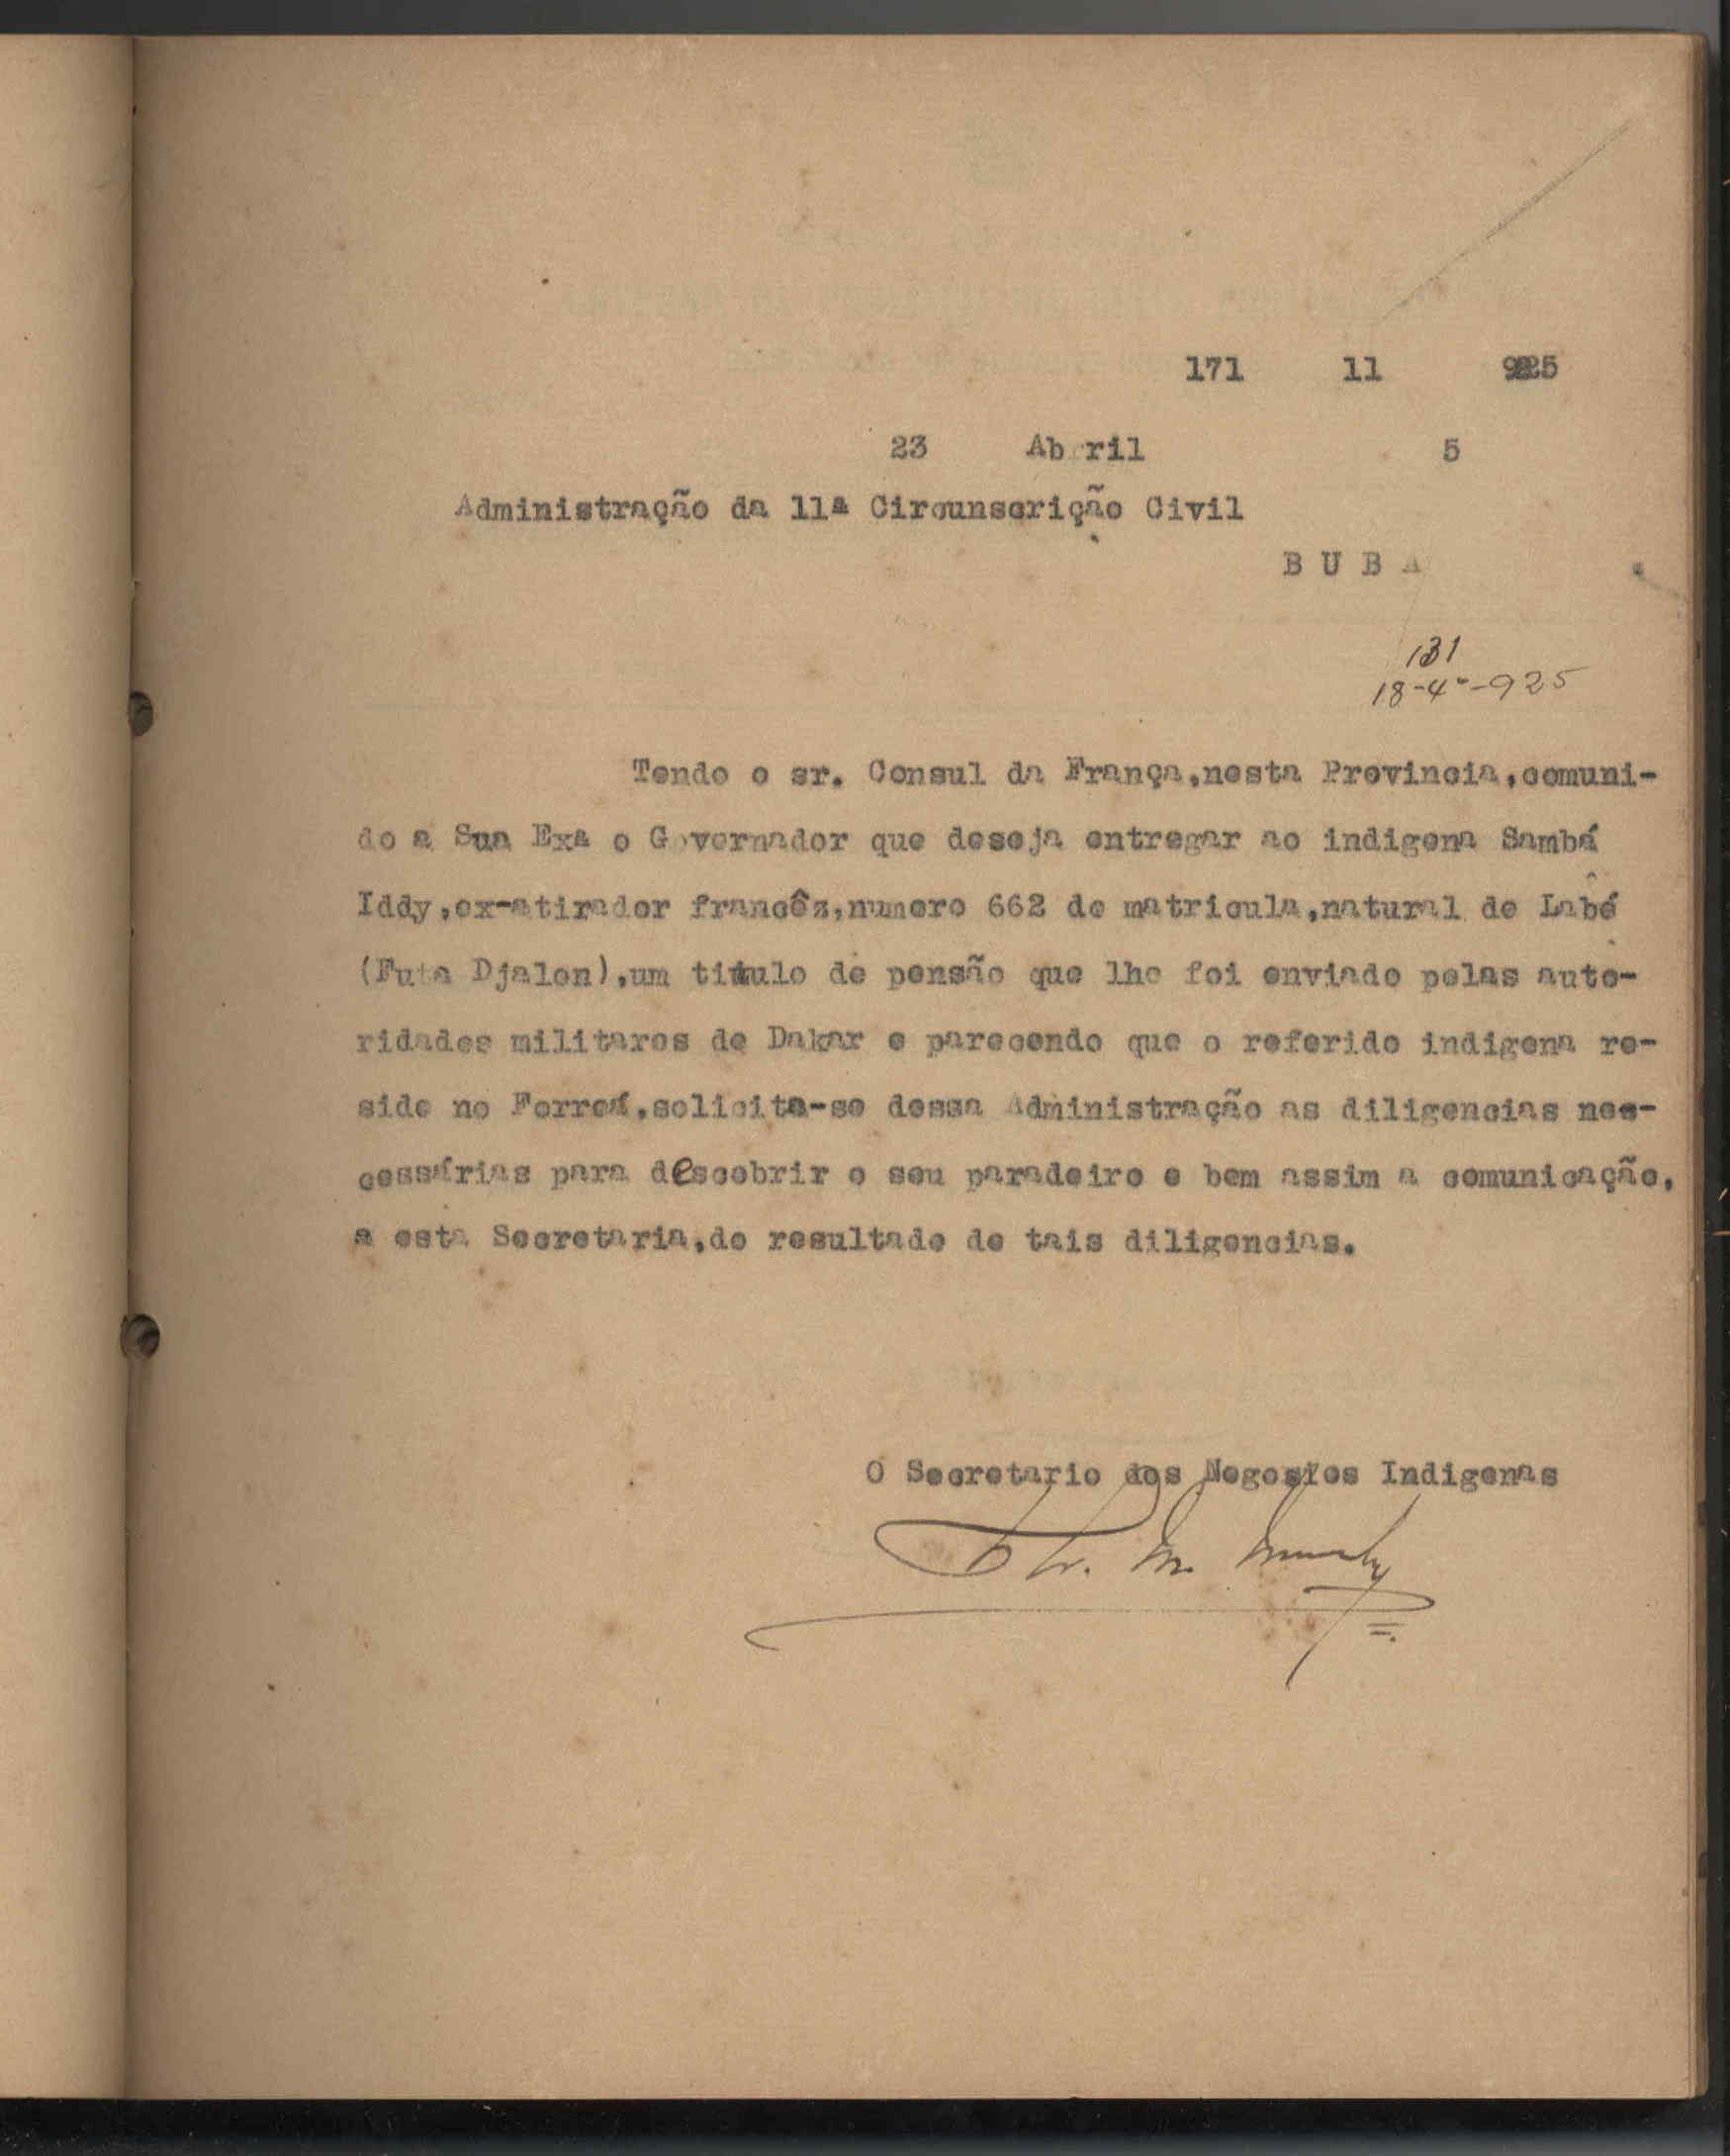 171 11 925
23 Abril 5
Administração da 11ª Circunscrição Civil
B U B A
131
18-4º-925
Tendo o sr. Consul da França,nesta Provincia,comuni-
do a Sua Exª o Governador que deseja entregar ao indigena Sambá
Iddy,ex-atirador francêz,numero 662 de matricula,natural de Labé
(Futa Djalon),um titulo de pensão que lhe foi enviado pelas auto-
ridades militares de Dakar e parecendo que o referido indigena re-
side no Forreá,solicita-se dessa Administração as diligencias nes-
cessárias para descobrir o seu paradeiro e bem assim a comunicação,
a esta Secretaria,do resultado de tais diligencias.
O Secretario dos Negocios Indigenas